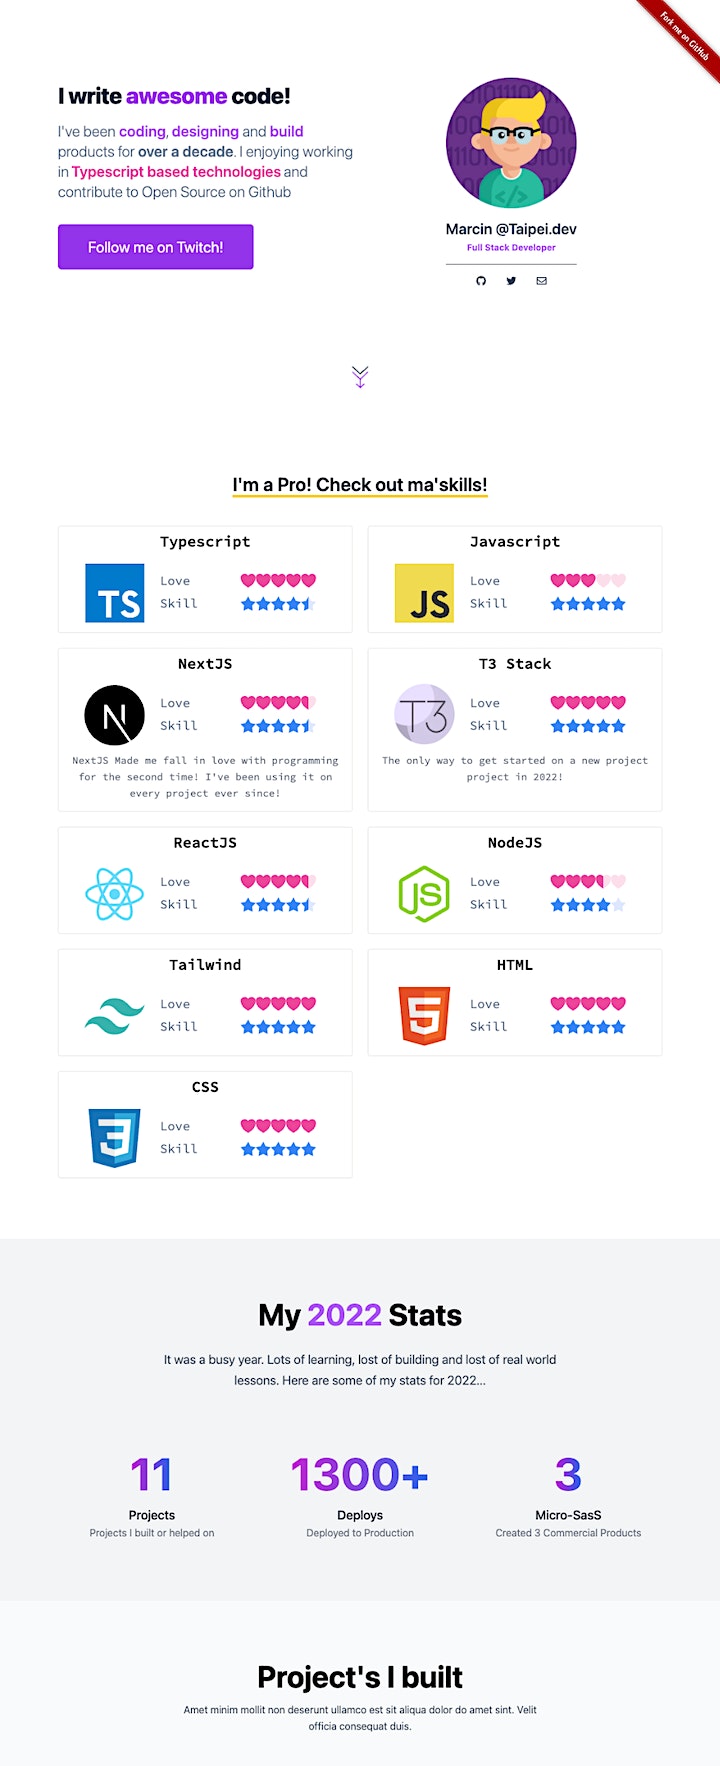 Fork me on GitHub
I write awesome code!
I've been coding, designing and build
products for over a decade. I enjoying working
in Typescript based technologies and
contribute to Open Source on Github
Follow me on Twitch!
Marcin @Taipei.dev
Full Stack Developer
I'm a Pro! Check out ma'skills!
Typescript
TS
Love
Skill
Javascript
JS
Love
Skill
NextJS
N
Love
Skill
NextJS Made me fall in love with programming
for the second time! I've been using it on
every project ever since!
T3 Stack
T3
Love
Skill
The only way to get started on a new project
project in 2022!
ReactJS
Love
Skill
NodeJS
JS
Love
Skill
Tailwind
Love
Skill
HTML
5
Love
Skill
CSS
3
Love
Skill
My 2022 Stats
It was a busy year. Lots of learning, lost of building and lost of real world
lessons. Here are some of my stats for 2022...
11
Projects
Projects I built or helped on
1300+
Deploys
Deployed to Production
3
Micro-SasS
Created 3 Commercial Products
Project's I built
Amet minim mollit non deserunt ullamco est sit aliqua dolor do amet sint. Velit
officia consequat duis.